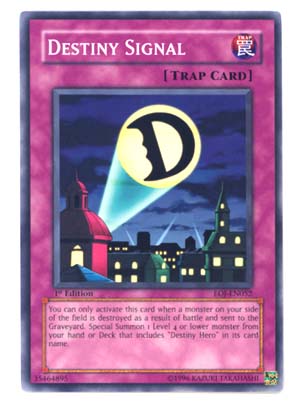 DESTINY SIGNAL
TRAP
罠
[TRAP CARD]
D
1st Edition
EOJ-EN052
You can only activate this card when a monster on your side
of the field is destroyed as a result of battle and sent to the
Graveyard. Special Summon 1 Level 4 or lower monster from
your hand or Deck that includes "Destiny Hero" in its card
name.
35464895
©1996 KAZUKI TAKAHASHI